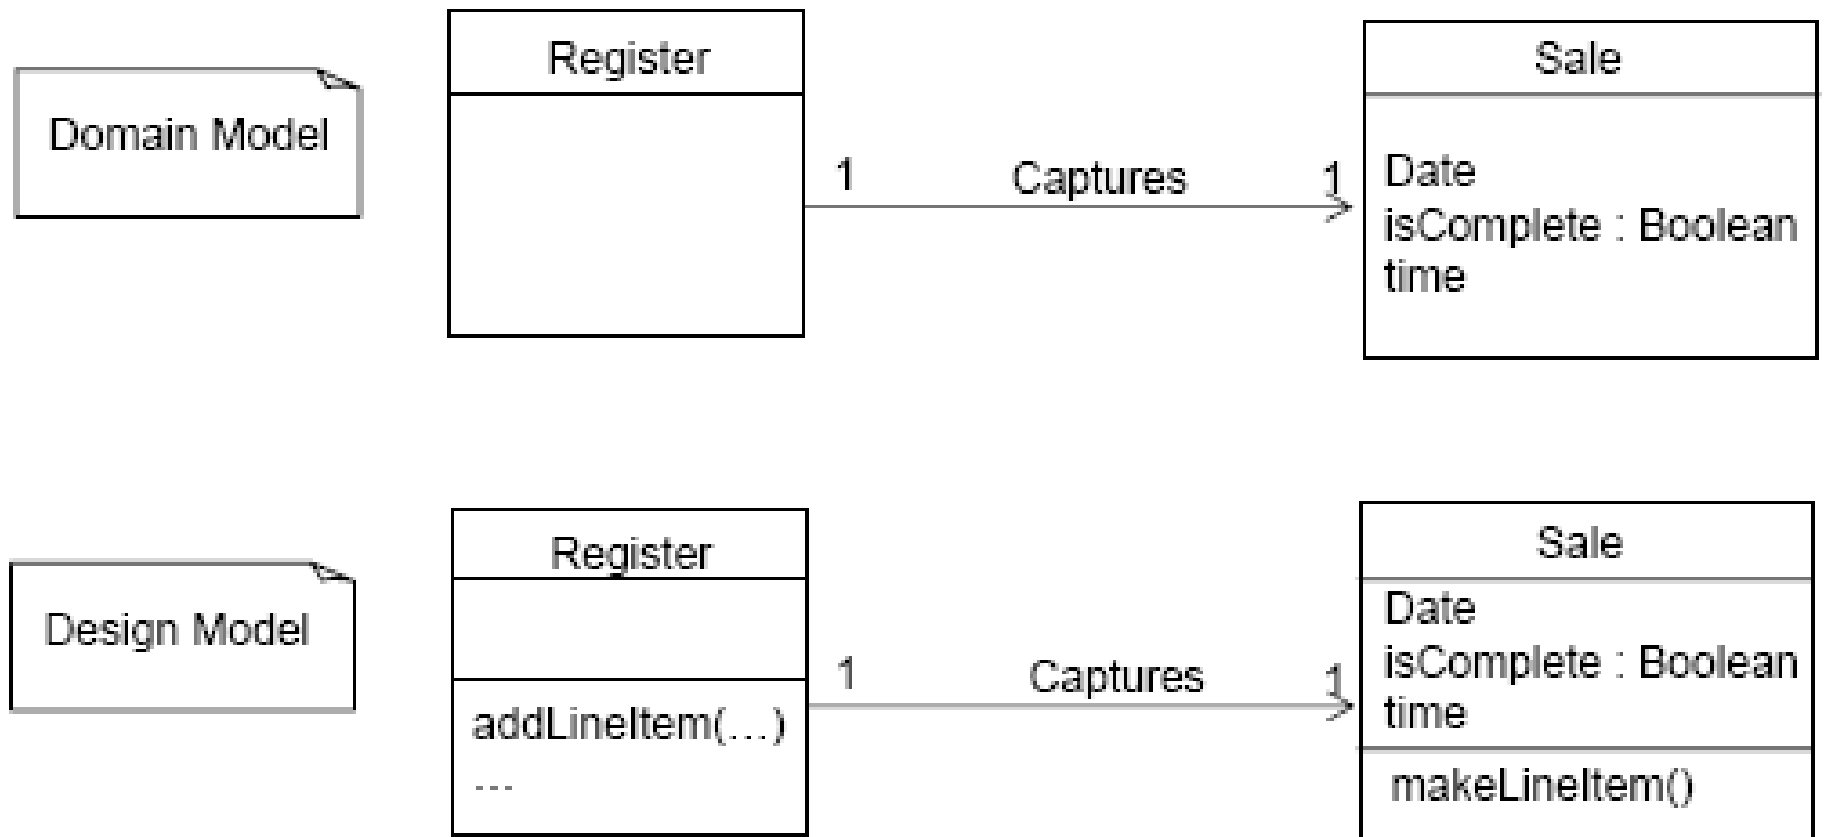 Domain Model
Register
1 Captures 1
Sale
Date
isComplete : Boolean
time
Design Model
Register
addLineItem(...)
...
1 Captures 1
Sale
Date
isComplete : Boolean
time
makeLineItem()